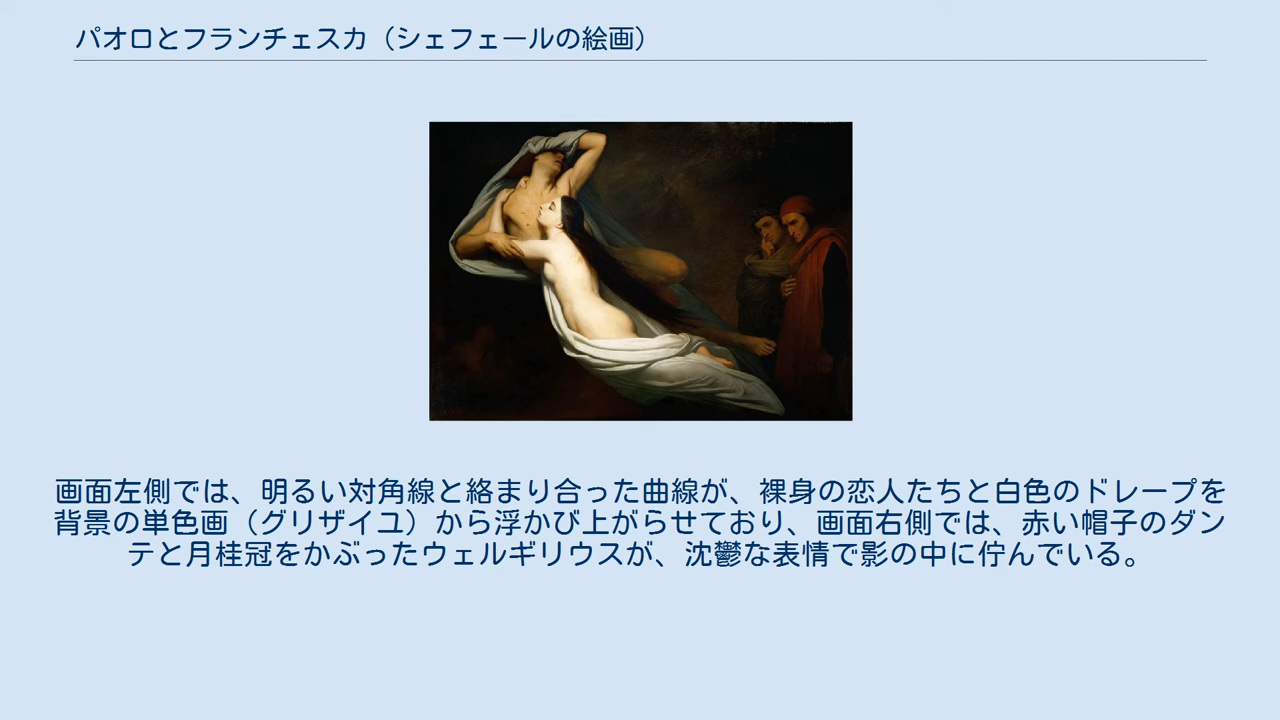 パオロとフランチェスカ（シェフェールの絵画）
画面左側では、明るい対角線と絡まり合った曲線が、裸身の恋人たちと白色のドレープを
背景の単色画（グリザイユ）から浮かび上がらせており、画面右側では、赤い帽子のダン
テと月桂冠をかぶったウェルギリウスが、沈鬱な表情で影の中に佇んでいる。